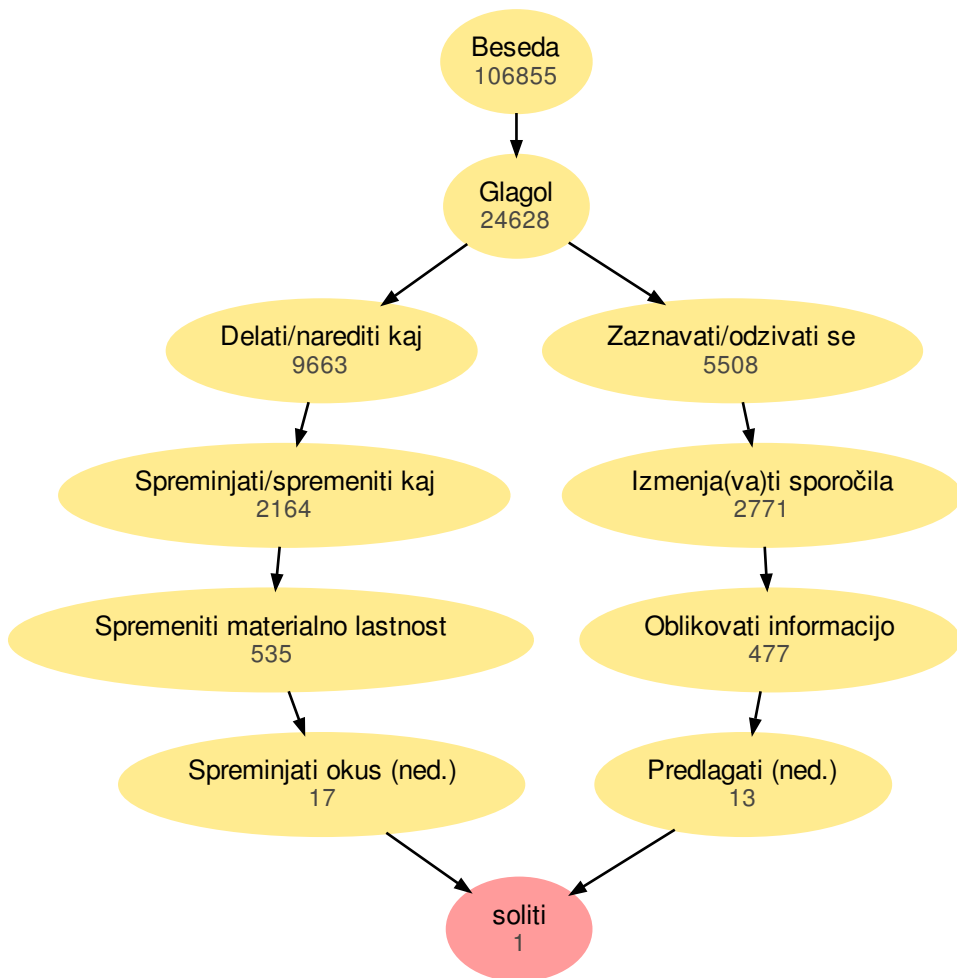 Beseda
106855
Glagol
24628
Delati/narediti kaj
9663
Zaznavati/odzivati se
5508
Spreminjati/spremeniti kaj
2164
Izmenja(va)ti sporočila
2771
Spremeniti materialno lastnost
535
Oblikovati informacijo
477
Spreminjati okus (ned.)
17
Predlagati (ned.)
13
soliti
1